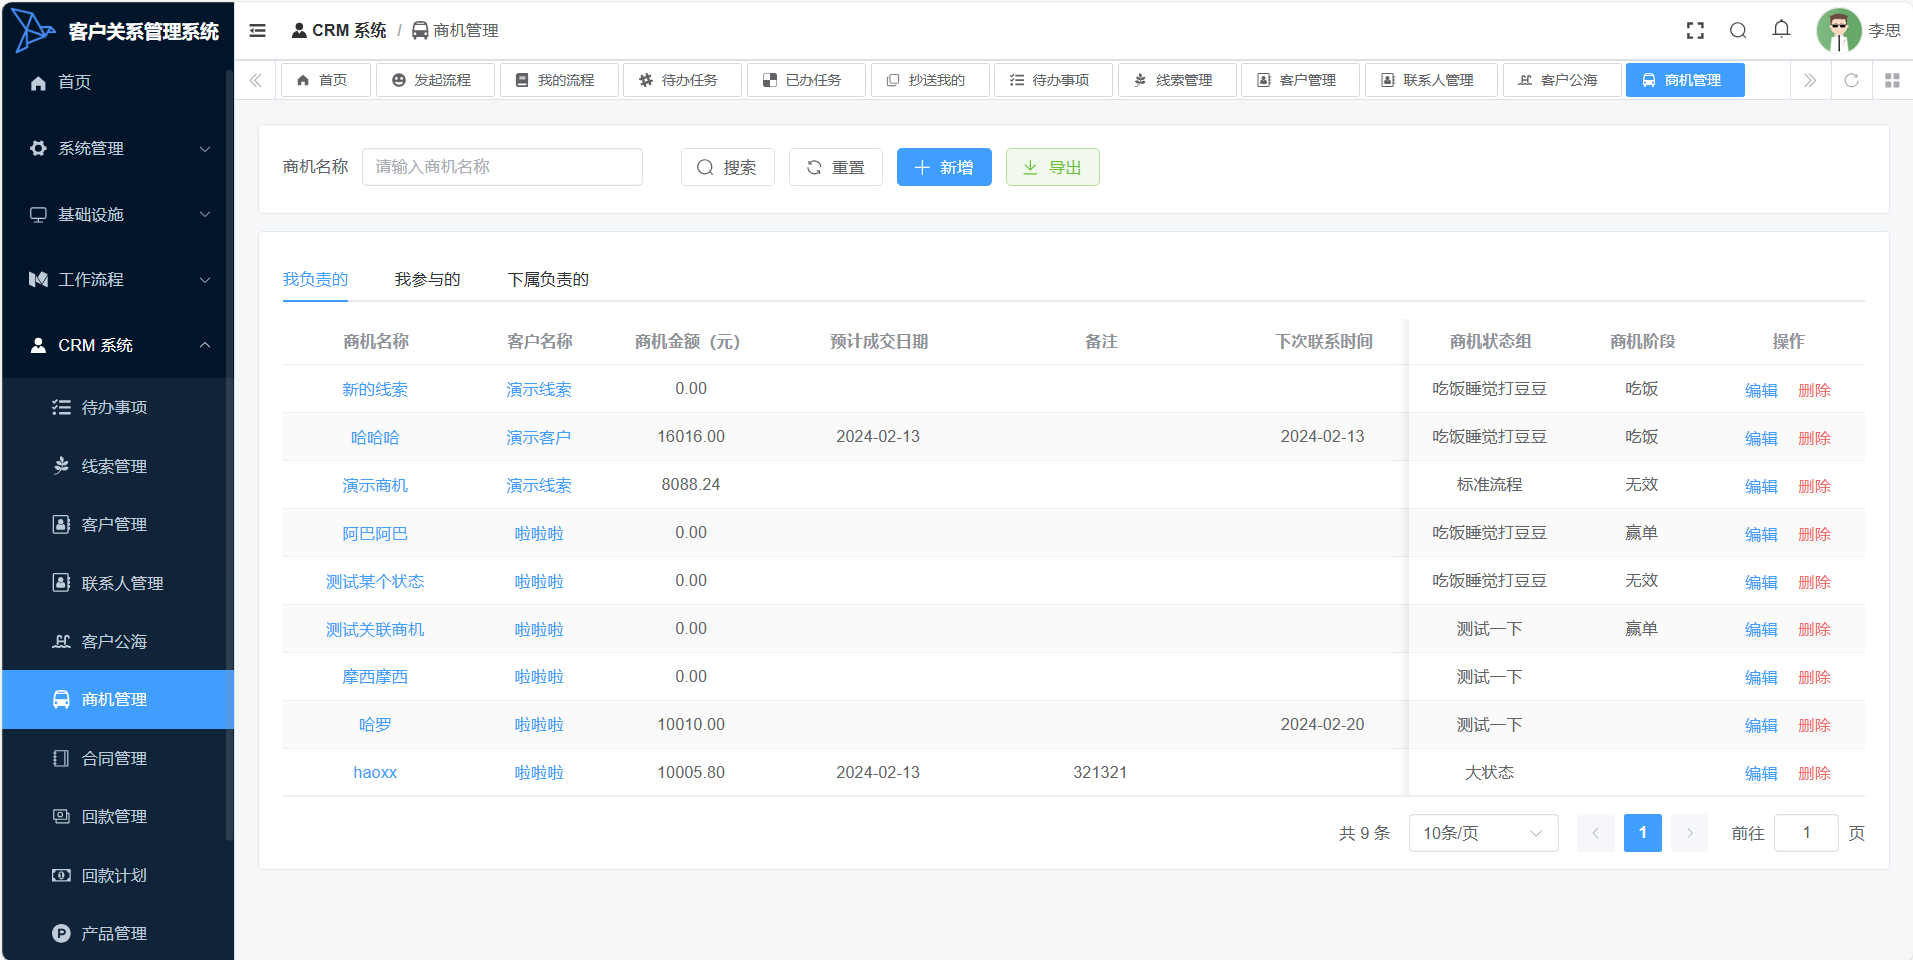 客户关系管理系统
CRM 系统 / 商机管理
李思
首页 发起流程 我的流程 待办任务 已办任务 抄送我的 待办事项 线索管理 客户管理 联系人管理 客户公海 商机管理
首页
系统管理
基础设施
工作流程
CRM 系统
待办事项
线索管理
客户管理
联系人管理
客户公海
商机管理
合同管理
回款管理
回款计划
产品管理
商机名称 请输入商机名称 搜索 重置 新增 导出
我负责的 我参与的 下属负责的
商机名称 客户名称 商机金额（元） 预计成交日期 备注 下次联系时间 商机状态组 商机阶段 操作
新的线索 演示线索 0.00 吃饭睡觉打豆豆 吃饭 编辑 删除
哈哈哈 演示客户 16016.00 2024-02-13 2024-02-13 吃饭睡觉打豆豆 吃饭 编辑 删除
演示商机 演示线索 8088.24 标准流程 无效 编辑 删除
阿巴阿巴 啦啦啦 0.00 吃饭睡觉打豆豆 赢单 编辑 删除
测试某个状态 啦啦啦 0.00 吃饭睡觉打豆豆 无效 编辑 删除
测试关联商机 啦啦啦 0.00 测试一下 赢单 编辑 删除
摩西摩西 啦啦啦 0.00 测试一下 编辑 删除
哈罗 啦啦啦 10010.00 2024-02-20 测试一下 编辑 删除
haoxx 啦啦啦 10005.80 2024-02-13 321321 大状态 编辑 删除
共 9 条 10条/页 1 前往 1 页